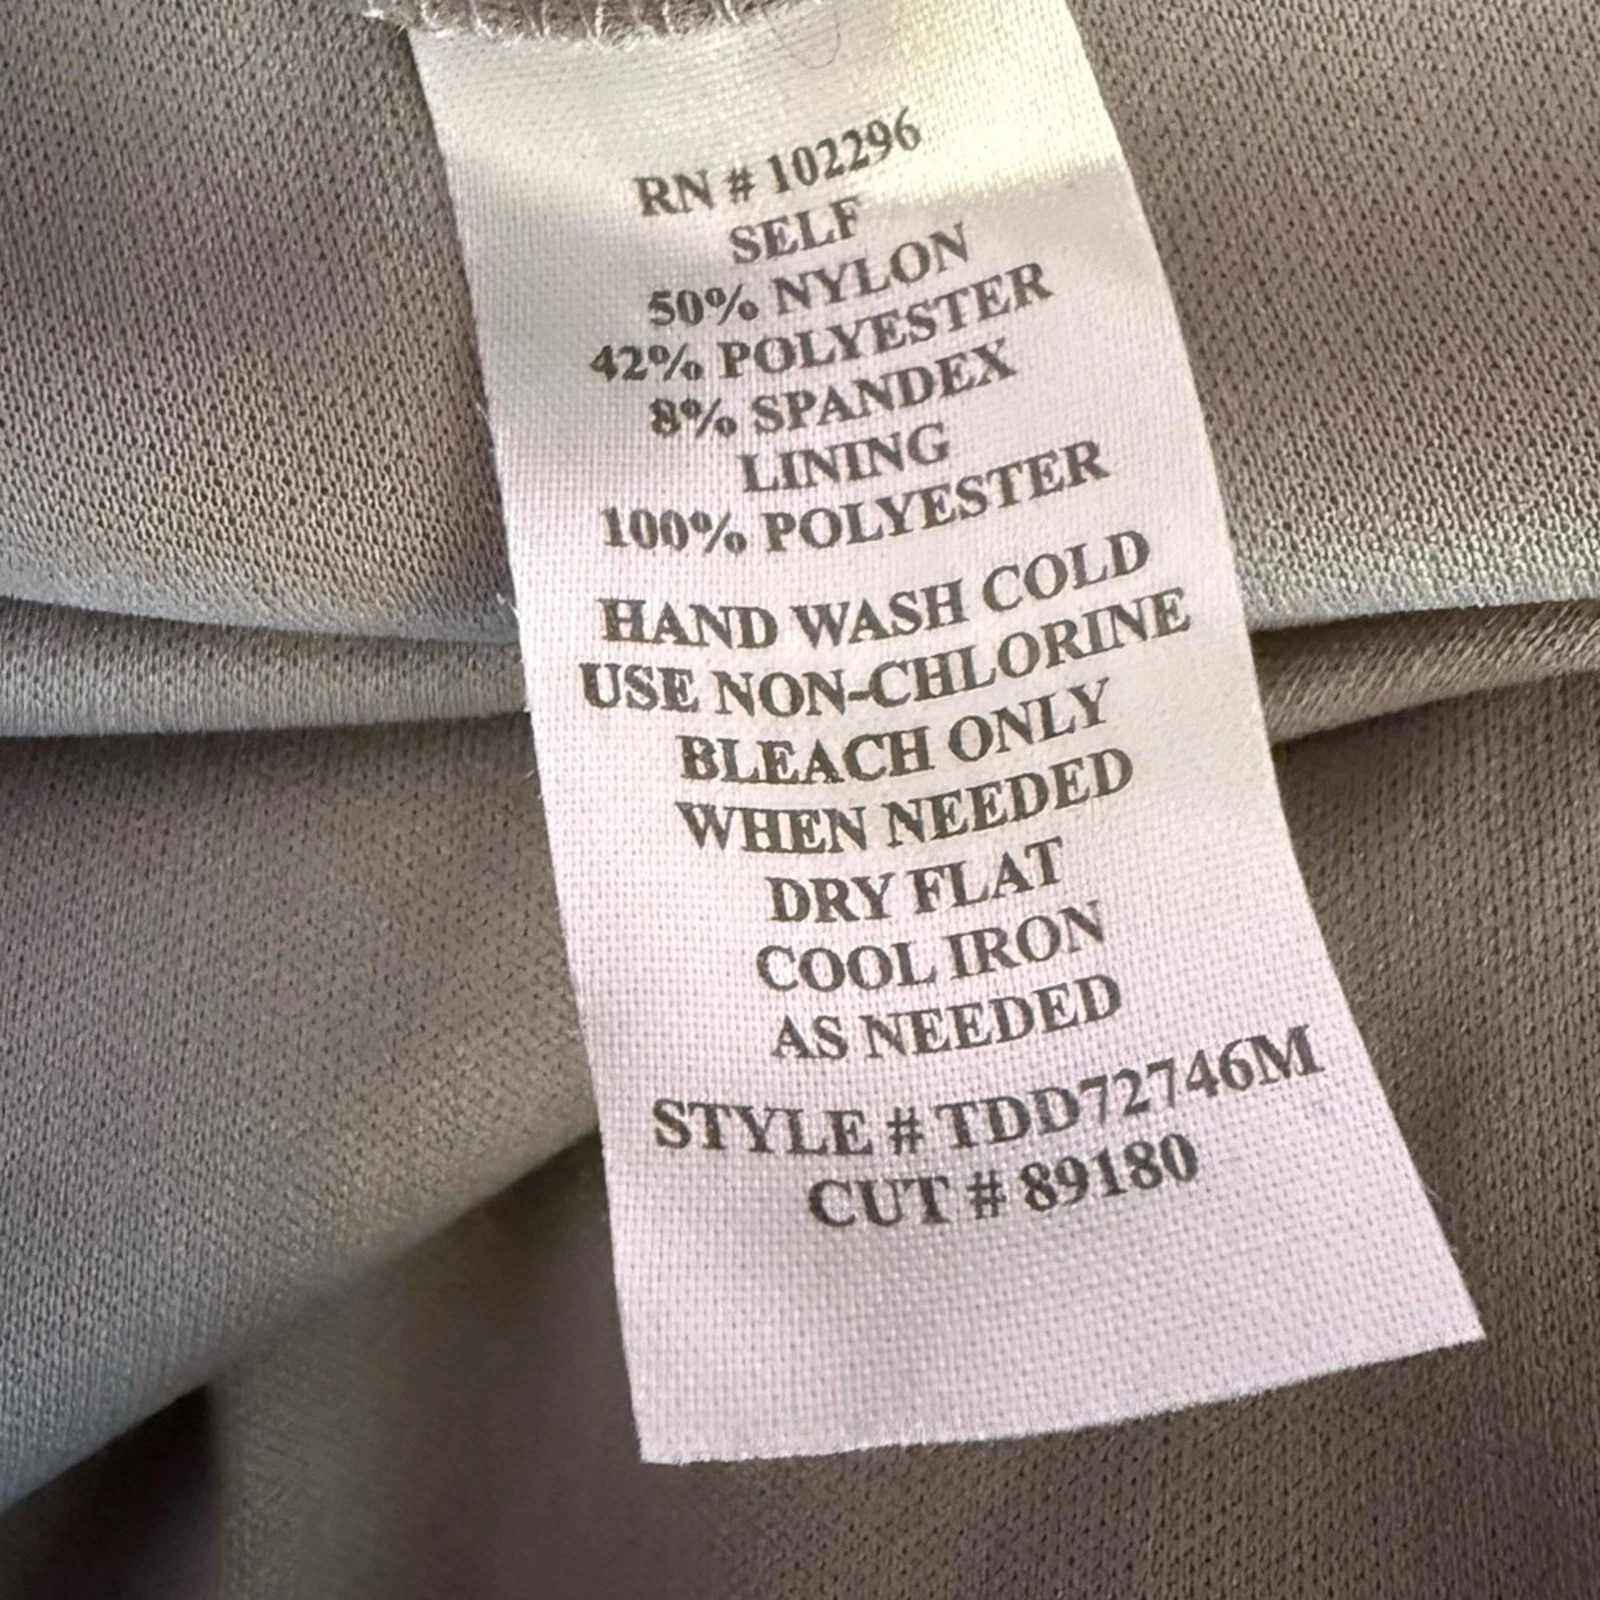 RN # 102296
SELF
50% NYLON
42% POLYESTER
8% SPANDEX
LINING
100% POLYESTER
HAND WASH COLD
USE NON-CHLORINE
BLEACH ONLY
WHEN NEEDED
DRY FLAT
COOL IRON
AS NEEDED
STYLE # TDD72746M
CUT # 89180